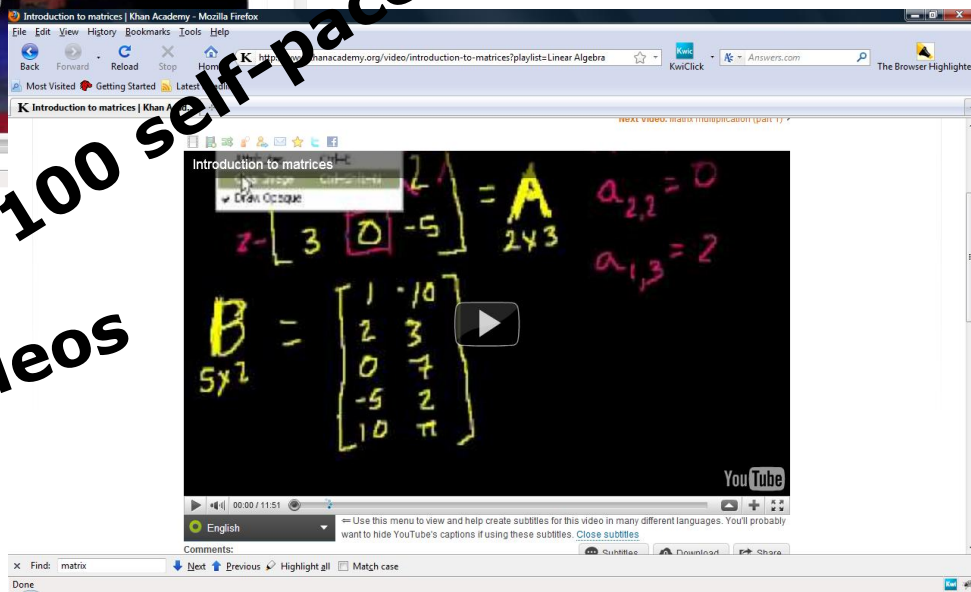 Introduction to matrices | Khan Academy - Mozilla Firefox
File Edit View History Bookmarks Tools Help
100 self-pace
Back Forward Reload Stop Home
hanacademy.org/video/introduction-to-matrices?playlist=Linear Algebra
KwiClick
Answers.com
The Browser Highlighte
Most Visited Getting Started Latest
Introduction to matrices | Khan
Next video: Matrix multiplication (part 1)
Introduction to matrices
Draw Opaque
2
2- 3 0 -5 = A
2x3
a2,2 = 0
a1,3 = 2
deos
B =
5x2
1 -10
2 3
0 7
-5 2
10 π
YouTube
00:00 / 11:51
English
Use this menu to view and help create subtitles for this video in many different languages. You'll probably
want to hide YouTube's captions if using these subtitles. Close subtitles
Comments:
Subtitles Download Share
x Find: matrix Next Previous Highlight all Match case
Done